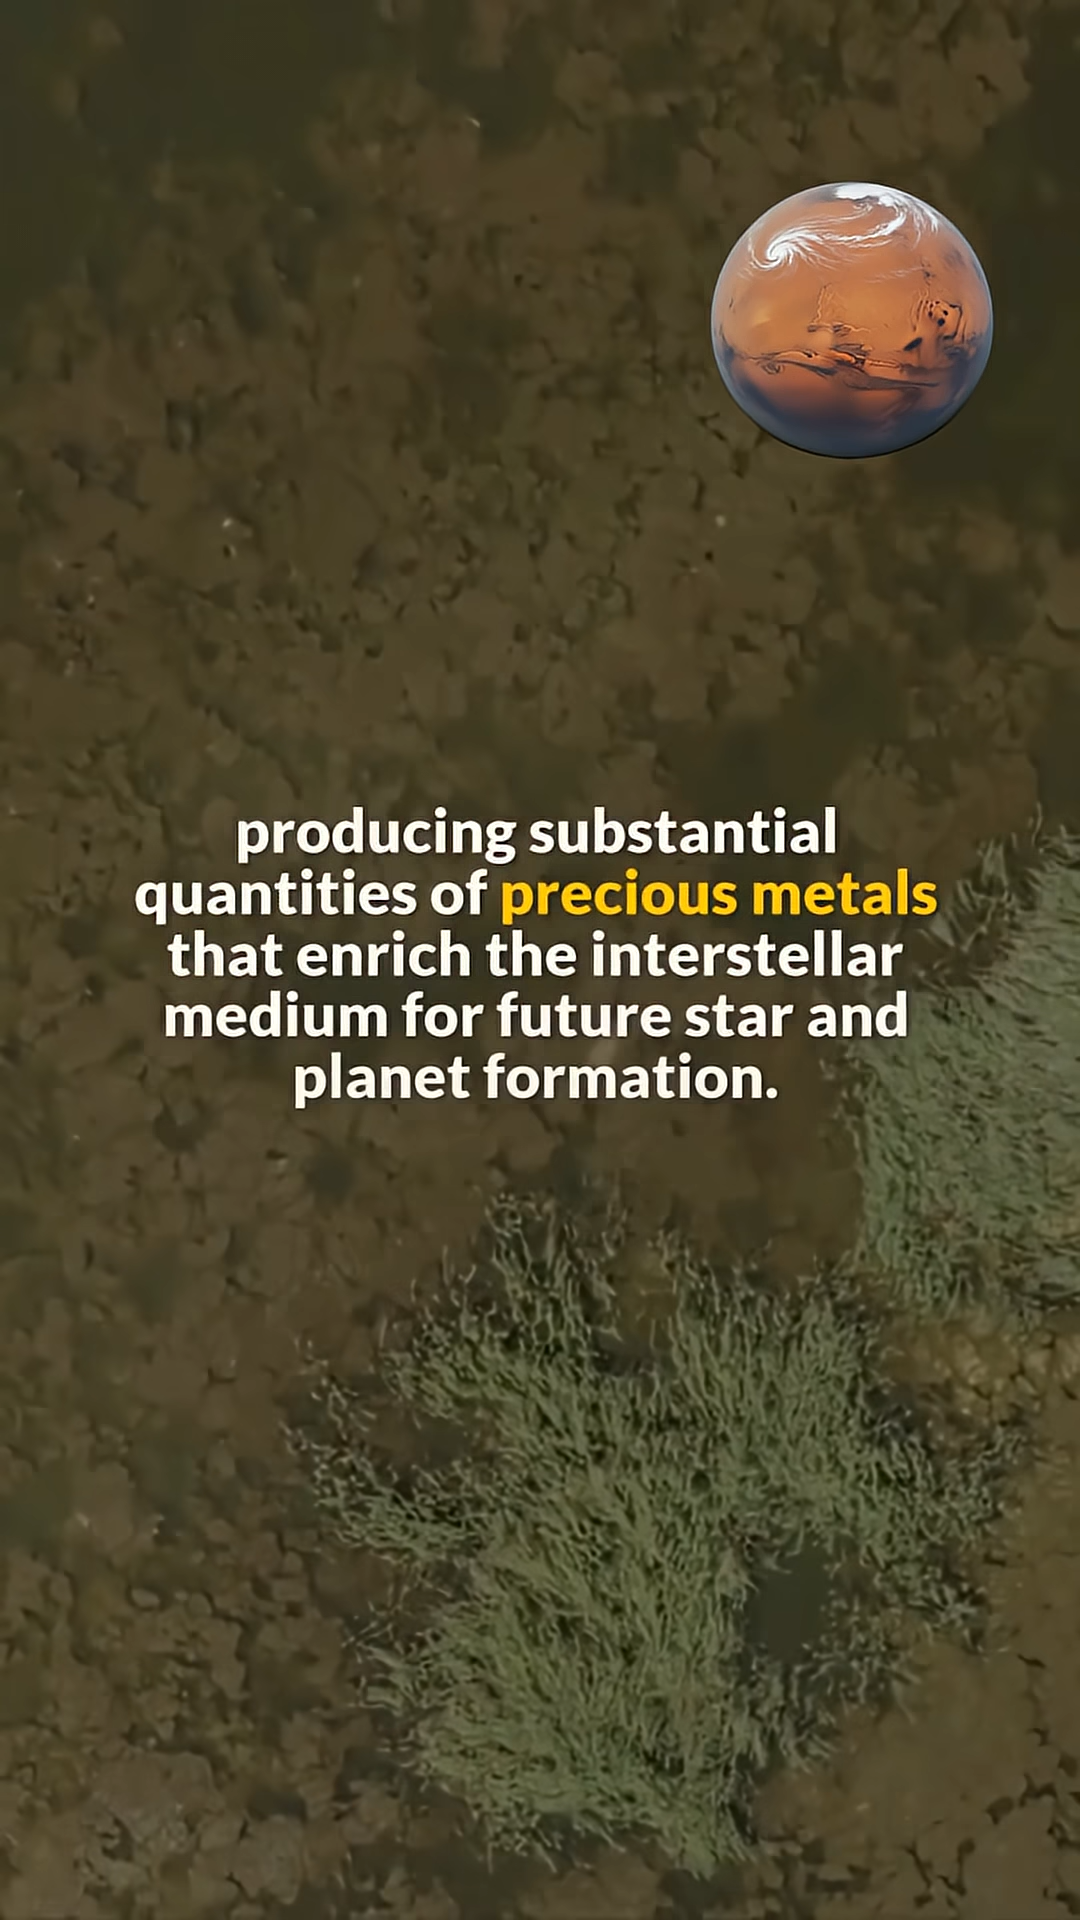 producing substantial
quantities of precious metals
that enrich the interstellar
medium for future star and
planet formation.